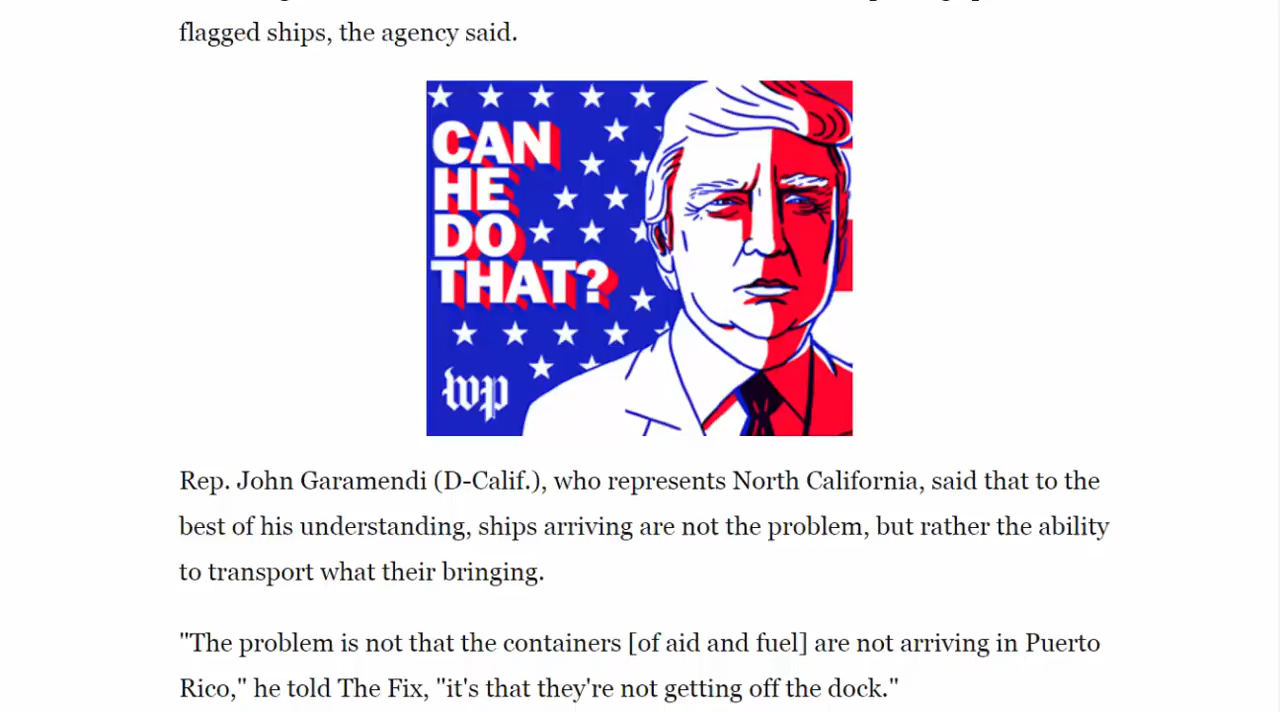 flagged ships, the agency said.
CAN
HE
DO
THAT?
wp
Rep. John Garamendi (D-Calif.), who represents North California, said that to the
best of his understanding, ships arriving are not the problem, but rather the ability
to transport what their bringing.
"The problem is not that the containers [of aid and fuel] are not arriving in Puerto
Rico," he told The Fix, "it's that they're not getting off the dock."